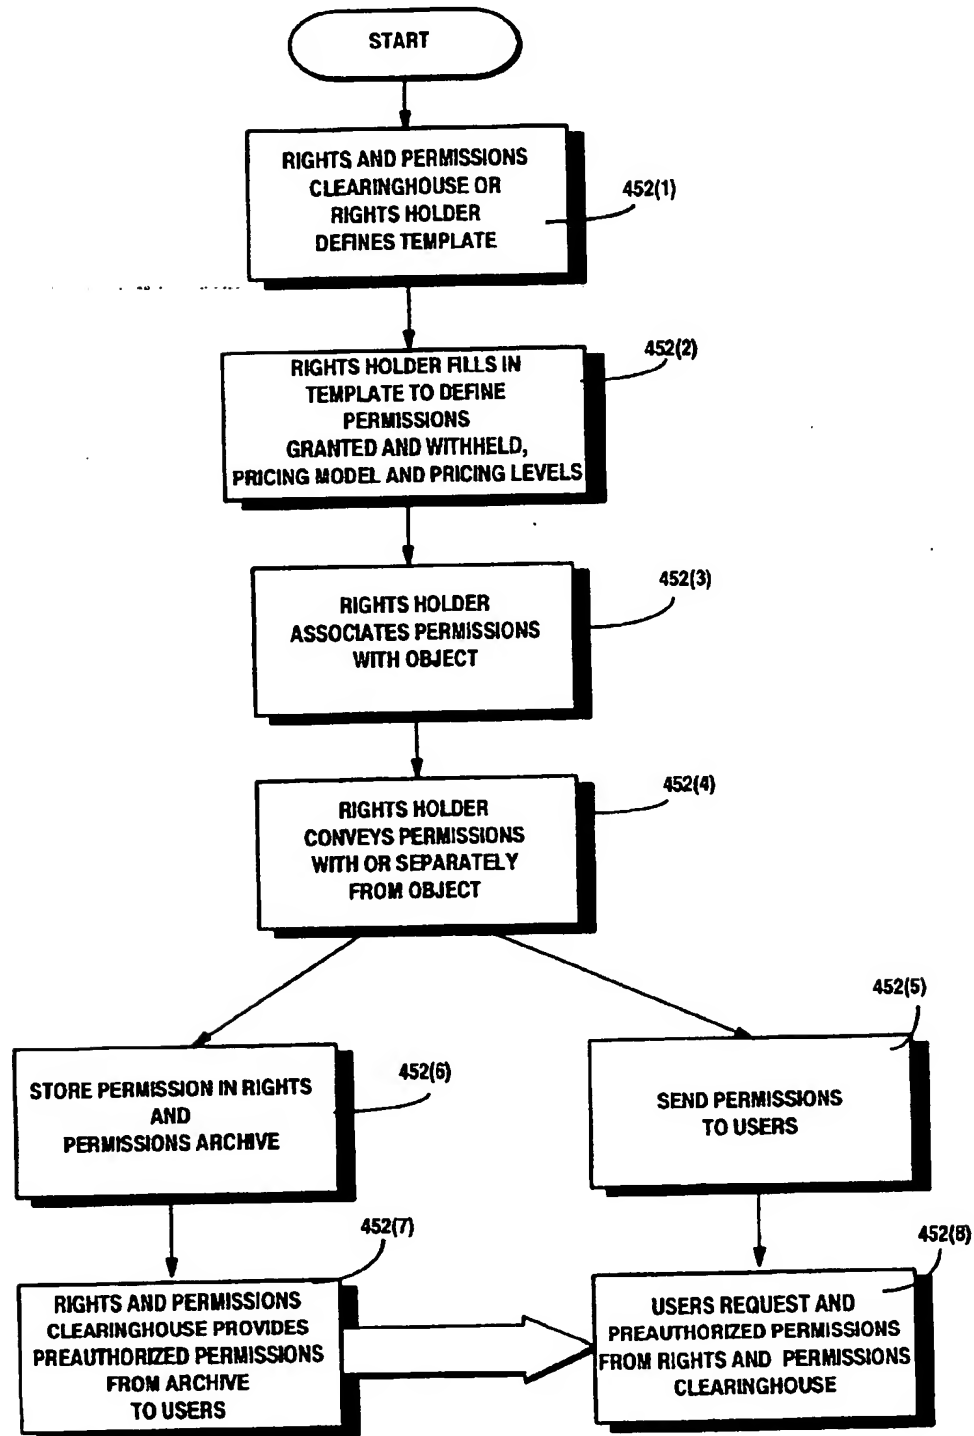 START
RIGHTS AND PERMISSIONS
CLEARINGHOUSE OR
RIGHTS HOLDER
DEFINES TEMPLATE
452(1)
RIGHTS HOLDER FILLS IN
TEMPLATE TO DEFINE
PERMISSIONS
GRANTED AND WITHHELD,
PRICING MODEL AND PRICING LEVELS
452(2)
RIGHTS HOLDER
ASSOCIATES PERMISSIONS
WITH OBJECT
452(3)
RIGHTS HOLDER
CONVEYS PERMISSIONS
WITH OR SEPARATELY
FROM OBJECT
452(4)
STORE PERMISSION IN RIGHTS
AND
PERMISSIONS ARCHIVE
452(6)
SEND PERMISSIONS
TO USERS
452(5)
RIGHTS AND PERMISSIONS
CLEARINGHOUSE PROVIDES
PREAUTHORIZED PERMISSIONS
FROM ARCHIVE
TO USERS
452(7)
USERS REQUEST AND
PREAUTHORIZED PERMISSIONS
FROM RIGHTS AND PERMISSIONS
CLEARINGHOUSE
452(8)